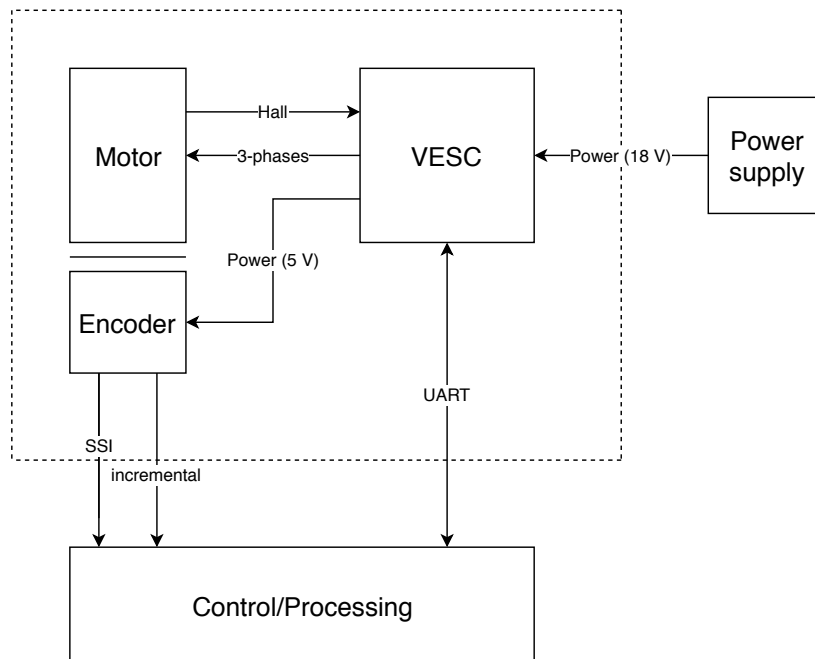 Hall
Motor
3-phases
VESC
Power (18 V)
Power
supply
Power (5 V)
Encoder
UART
SSI
incremental
Control/Processing